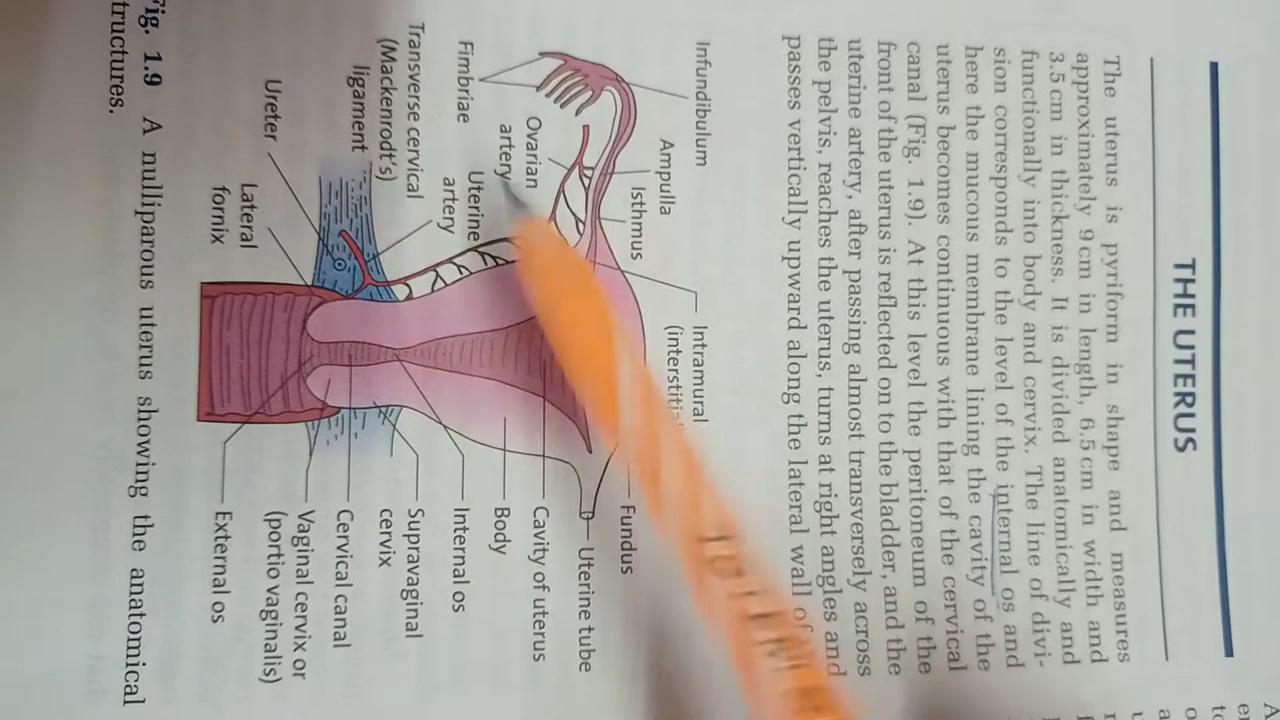 THE UTERUS
The uterus is pyriform in shape and measures
approximately 9 cm in length, 6.5 cm in width and
3.5 cm in thickness. It is divided anatomically and
functionally into body and cervix. The line of divi-
sion corresponds to the level of the internal os and
here the mucous membrane lining the cavity of the
uterus becomes continuous with that of the cervical
canal (Fig. 1.9). At this level the peritoneum of the
front of the uterus is reflected on to the bladder, and the
uterine artery, after passing almost transversely across
the pelvis, reaches the uterus, turns at right angles and
passes vertically upward along the lateral wall of
Infundibulum
Ampulla
Isthmus
Intramural
Fimbriae
Ovarian
artery
Uterine
artery
Transverse cervical
(Mackenrodt's)
ligament
Ureter
Lateral
fornix
Fundus
Uterine tube
Cavity of uterus
Body
Internal os
Supravaginal
cervix
Cervical canal
Vaginal cervix or
(portio vaginalis)
External os
Fig. 1.9 A nulliparous uterus showing the anatomical
structures.